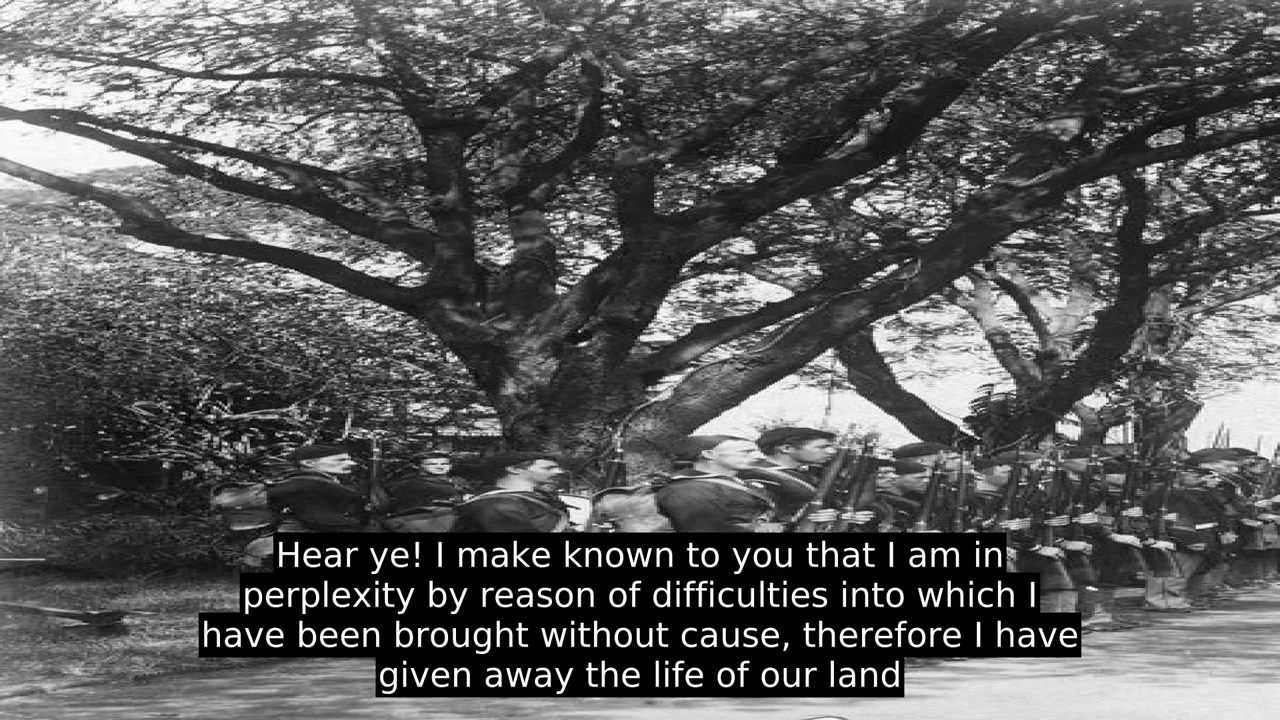 Hear ye! I make known to you that I am in
perplexity by reason of difficulties into which I
have been brought without cause, therefore I have
given away the life of our land